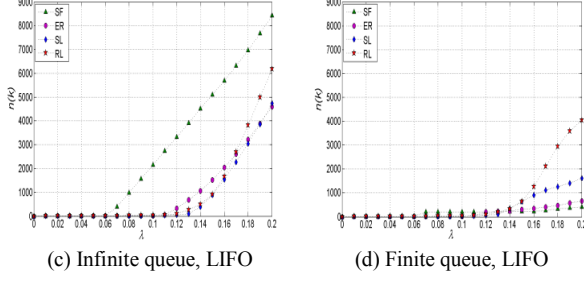 9000
8000
7000
6000
5000
4000
3000
2000
1000
0
n(k)
SF
ER
SL
RL
0 0.02 0.04 0.06 0.08 0.1 0.12 0.14 0.16 0.18 0.2
λ
(c) Infinite queue, LIFO
9000
8000
7000
6000
5000
4000
3000
2000
1000
0
n(k)
SF
ER
SL
RL
0 0.02 0.04 0.06 0.08 0.1 0.12 0.14 0.16 0.18 0.2
λ
(d) Finite queue, LIFO